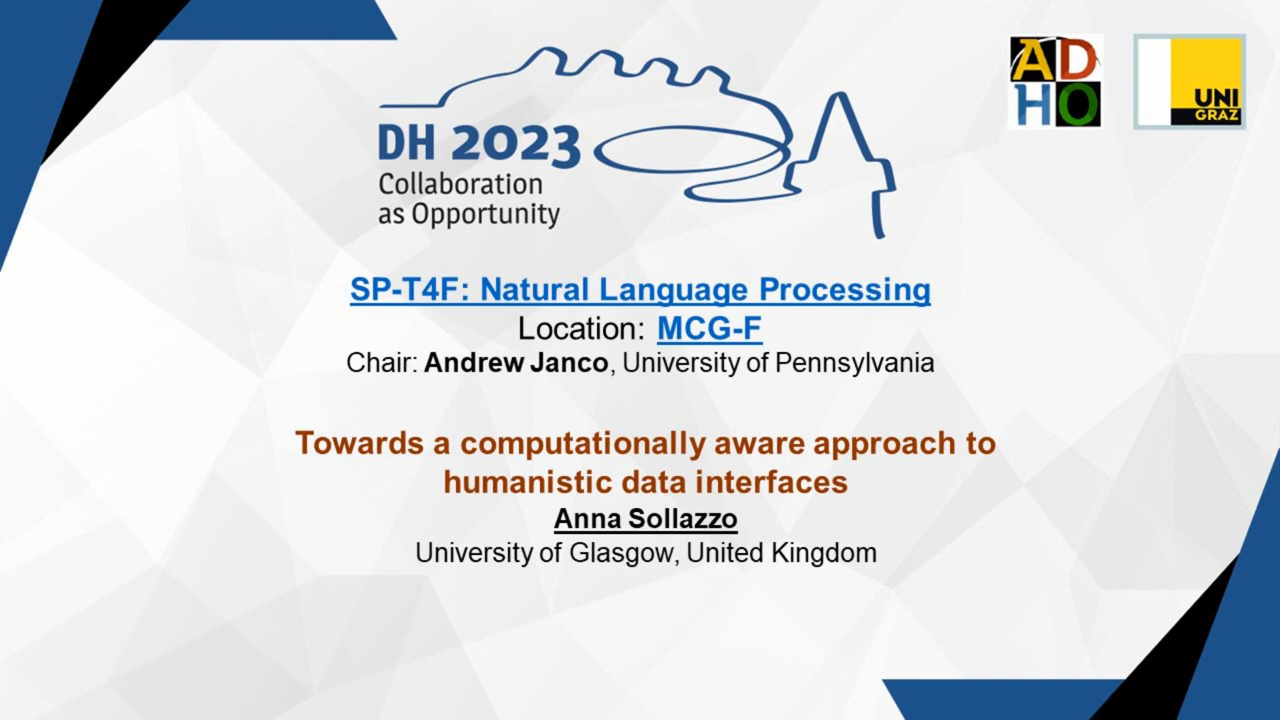 AD
HO
UNI
GRAZ
DH 2023
Collaboration
as Opportunity
SP-T4F: Natural Language Processing
Location: MCG-F
Chair: Andrew Janco, University of Pennsylvania
Towards a computationally aware approach to
humanistic data interfaces
Anna Sollazzo
University of Glasgow, United Kingdom